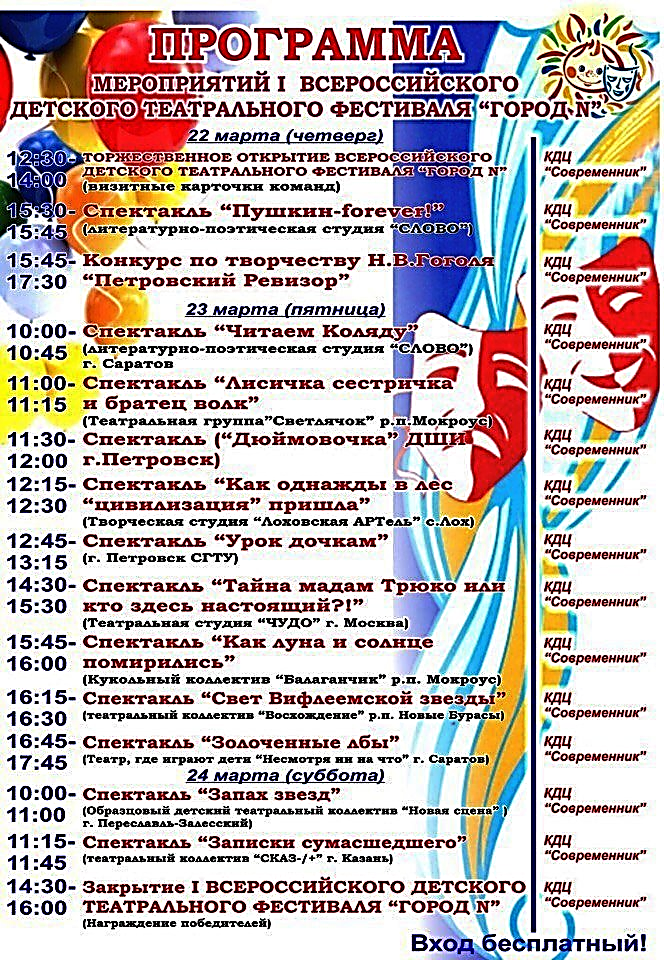 ПРОГРАММА
МЕРОПРИЯТИЙ I ВСЕРОССИЙСКОГО
ДЕТСКОГО ТЕАТРАЛЬНОГО ФЕСТИВАЛЯ “ГОРОД N”
22 марта (четверг)
12:30- ТОРЖЕСТВЕННОЕ ОТКРЫТИЕ ВСЕРОССИЙСКОГО КДЦ
14:00 ДЕТСКОГО ТЕАТРАЛЬНОГО ФЕСТИВАЛЯ “ГОРОД N” “Современник”
(визитные карточки команд)
15:30- Спектакль “Пушкин-forever!” КДЦ
15:45 (литературно-поэтическая студия “СЛОВО”) “Современник”
15:45- Конкурс по творчеству Н.В.Гоголя КДЦ
17:30 “Петровский Ревизор” “Современник”
23 марта (пятница)
10:00- Спектакль “Читаем Коляду” КДЦ
10:45 (литературно-поэтическая студия “СЛОВО”) “Современник”
г. Саратов
11:00- Спектакль “Лисичка сестричка КДЦ
11:15 и братец волк” “Современник”
(Театральная группа”Светлячок” р.п.Мокроус)
11:30- Спектакль (“Дюймовочка” ДШИ КДЦ
12:00 г.Петровск) “Современник”
12:15- Спектакль “Как однажды в лес КДЦ
12:30 “цивилизация” пришла” “Современник”
(Творческая студия “Лоховская АРТель” с.Лох)
12:45- Спектакль “Урок дочкам” КДЦ
13:15 (г. Петровск СГТУ) “Современник”
14:30- Спектакль “Тайна мадам Трюко или КДЦ
15:30 кто здесь настоящий?!” “Современник”
(Театральная студия “ЧУДО” г. Москва)
15:45- Спектакль “Как луна и солнце КДЦ
16:00 помирились” “Современник”
(Кукольный коллектив “Балаганчик” р.п. Мокроус)
16:15- Спектакль “Свет Вифлеемской звезды” КДЦ
16:30 (театральный коллектив “Восхождение” р.п. Новые Бурасы) “Современник”
16:45- Спектакль “Золоченные лбы” КДЦ
17:45 (Театр, где играют дети “Несмотря ни на что” г. Саратов) “Современник”
24 марта (суббота)
10:00- Спектакль “Запах звезд” КДЦ
11:00 (Образцовый детский театральный коллектив “Новая сцена” ) “Современник”
г. Переславль-Залесский)
11:15- Спектакль “Записки сумасшедшего” КДЦ
11:45 (театральный коллектив “СКАЗ-/+” г. Казань) “Современник”
14:30- Закрытие I ВСЕРОССИЙСКОГО ДЕТСКОГО КДЦ
16:00 ТЕАТРАЛЬНОГО ФЕСТИВАЛЯ “ГОРОД N” “Современник”
(Награждение победителей)
Вход бесплатный!